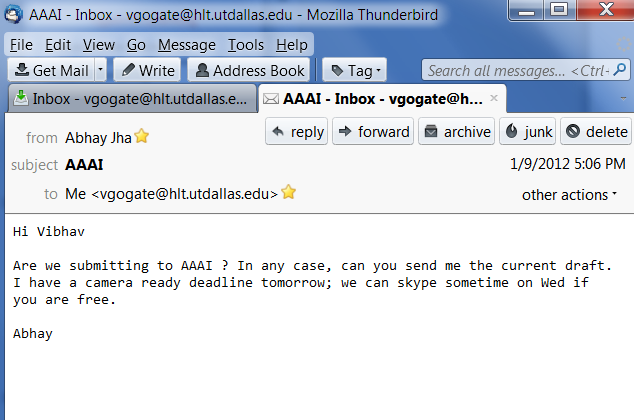 AAAI - Inbox - vgogate@hlt.utdallas.edu - Mozilla Thunderbird
File Edit View Go Message Tools Help
Get Mail Write Address Book Tag Search all messages... <Ctrl-
Inbox - vgogate@hlt.utdallas.e... AAAI - Inbox - vgogate@h...
from Abhay Jha reply forward archive junk delete
subject AAAI 1/9/2012 5:06 PM
to Me <vgogate@hlt.utdallas.edu> other actions
Hi Vibhav
Are we submitting to AAAI ? In any case, can you send me the current draft.
I have a camera ready deadline tomorrow; we can skype sometime on Wed if
you are free.
Abhay